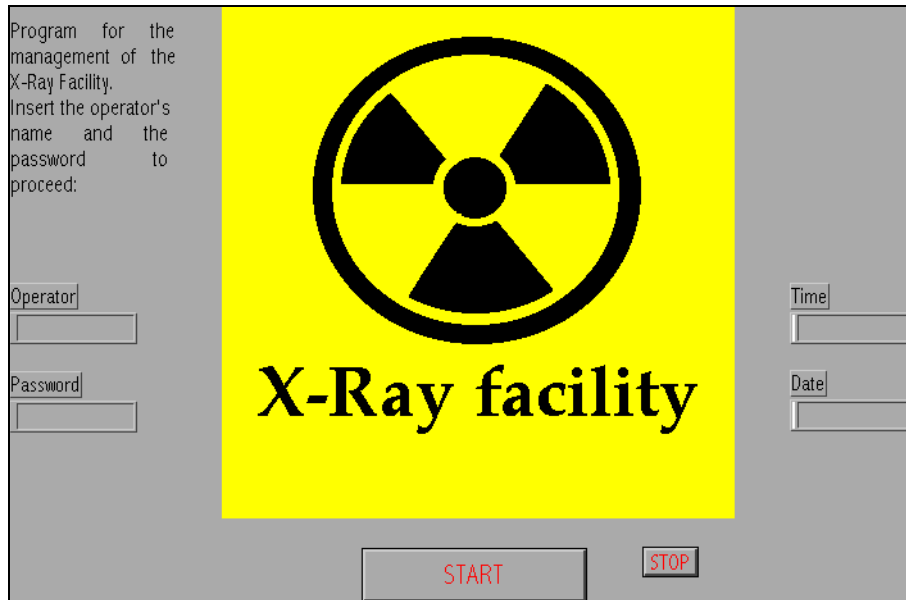 Program for the
management of the
X-Ray Facility.
Insert the operator's
name and the
password to
proceed:
Operator
Password
X-Ray facility
Time
Date
START
STOP